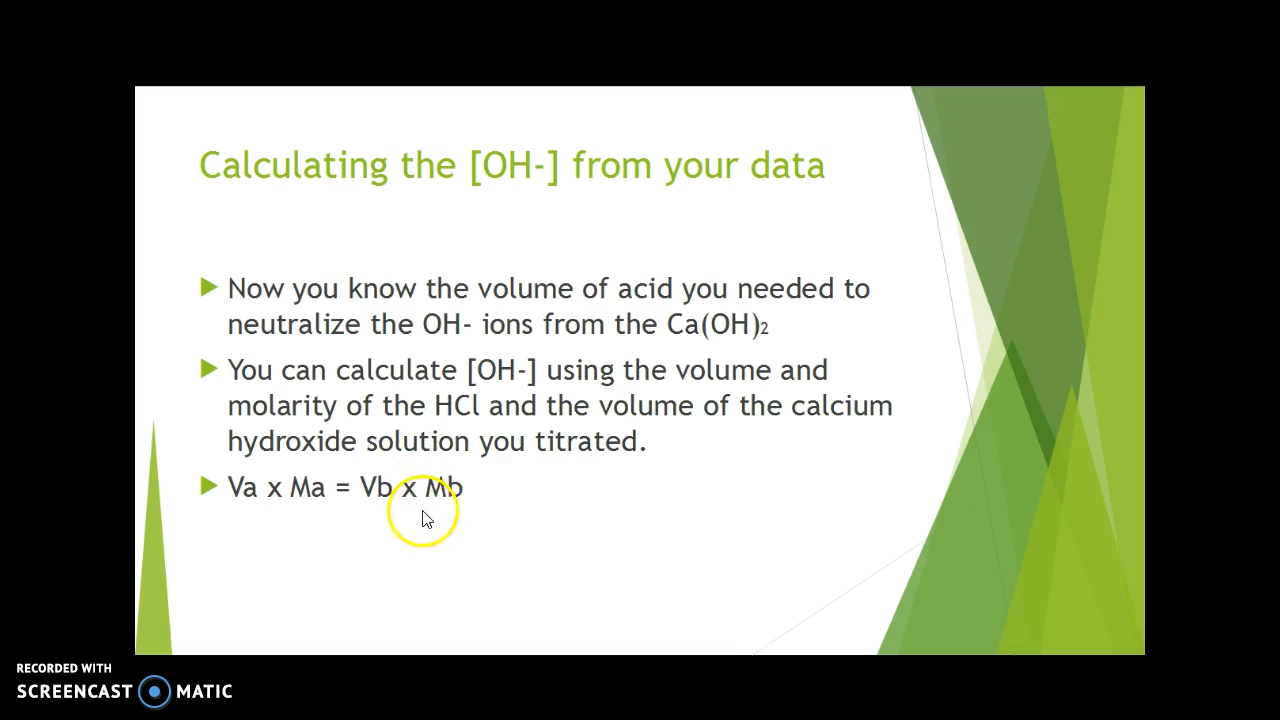 Calculating the [OH-] from your data
Now you know the volume of acid you needed to
neutralize the OH- ions from the Ca(OH)₂
You can calculate [OH-] using the volume and
molarity of the HCl and the volume of the calcium
hydroxide solution you titrated.
Va x Ma = Vb x Mb
RECORDED WITH
SCREENCAST MATIC